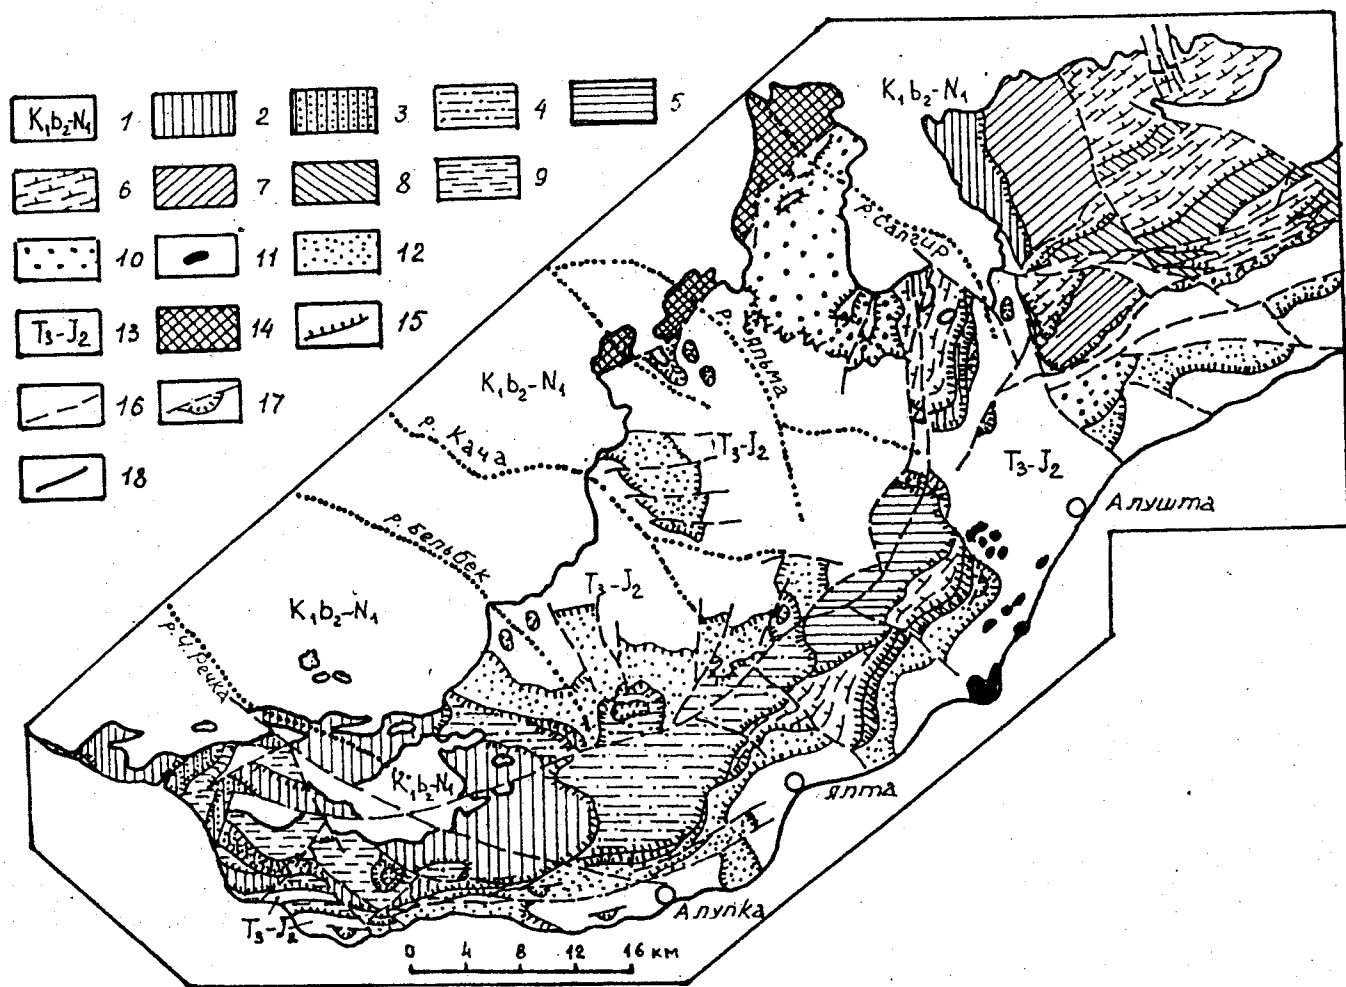 K₁b₂-N₁ 1 2 3 4 5
6 7 8 9
10 11 12
T₃-J₂ 13 14 15
16 17
18
K₁b₂-N₁
р. Салгир
р. Альма
K₁b₂-N₁
р. Кача
T₃-J₂
T₃-J₂
Алушта
р. Бельбек
T₃-J₂
K₁b₂-N₁
р. Ч. Речка
K₁b₂-N₁
Ялта
Алупка
T₃-J₂
0 4 8 12 16 км